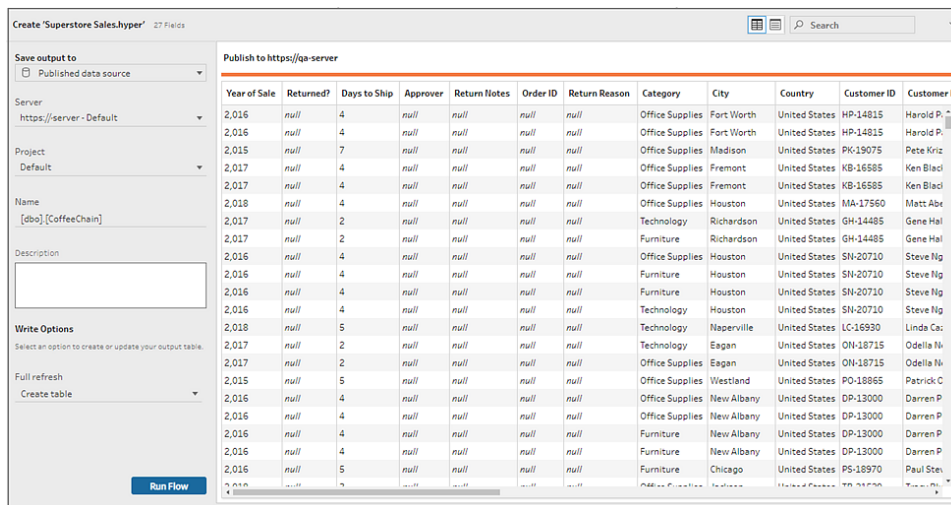 Create 'Superstore Sales.hyper' 27 Fields
Search
Save output to
Published data source
Server
https://-server - Default
Project
Default
Name
[dbo].[CoffeeChain]
Description
Write Options
Select an option to create or update your output table.
Full refresh
Create table
Run Flow
Publish to https://qa-server
Year of Sale Returned? Days to Ship Approver Return Notes Order ID Return Reason Category City Country Customer ID Customer
2,016 null 4 null null null null Office Supplies Fort Worth United States HP-14815 Harold P
2,016 null 4 null null null null Office Supplies Fort Worth United States HP-14815 Harold P
2,015 null 7 null null null null Office Supplies Madison United States PK-19075 Pete Kriz
2,017 null 4 null null null null Office Supplies Fremont United States KB-16585 Ken Blac
2,017 null 4 null null null null Office Supplies Fremont United States KB-16585 Ken Blac
2,018 null 4 null null null null Office Supplies Houston United States MA-17560 Matt Abe
2,017 null 2 null null null null Technology Richardson United States GH-14485 Gene Hal
2,017 null 2 null null null null Furniture Richardson United States GH-14485 Gene Hal
2,016 null 4 null null null null Office Supplies Houston United States SN-20710 Steve Ng
2,016 null 4 null null null null Furniture Houston United States SN-20710 Steve Ng
2,016 null 4 null null null null Furniture Houston United States SN-20710 Steve Ng
2,016 null 4 null null null null Technology Houston United States SN-20710 Steve Ng
2,018 null 5 null null null null Technology Naperville United States LC-16930 Linda Caz
2,017 null 2 null null null null Technology Eagan United States ON-18715 Odella N
2,017 null 2 null null null null Office Supplies Eagan United States ON-18715 Odella N
2,015 null 5 null null null null Office Supplies Westland United States PO-18865 Patrick O
2,016 null 4 null null null null Office Supplies New Albany United States DP-13000 Darren P
2,016 null 4 null null null null Office Supplies New Albany United States DP-13000 Darren P
2,016 null 4 null null null null Furniture New Albany United States DP-13000 Darren P
2,016 null 4 null null null null Furniture New Albany United States DP-13000 Darren P
2,016 null 5 null null null null Furniture Chicago United States PS-18970 Paul Stev